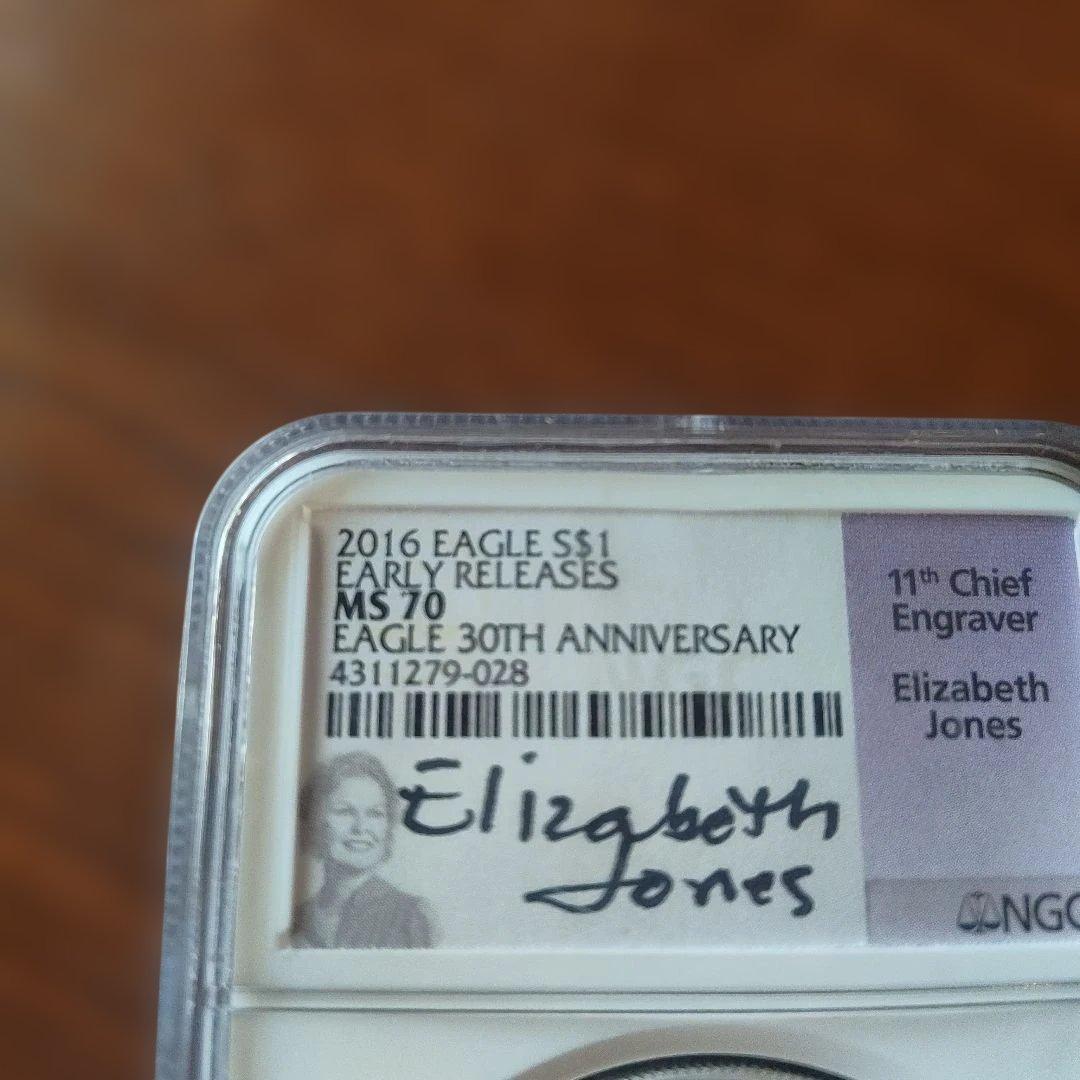 2016 EAGLE S$1
EARLY RELEASES
MS 70
EAGLE 30TH ANNIVERSARY
4311279-028
Elizabeth
Jones
11th Chief
Engraver
Elizabeth
Jones
NGC